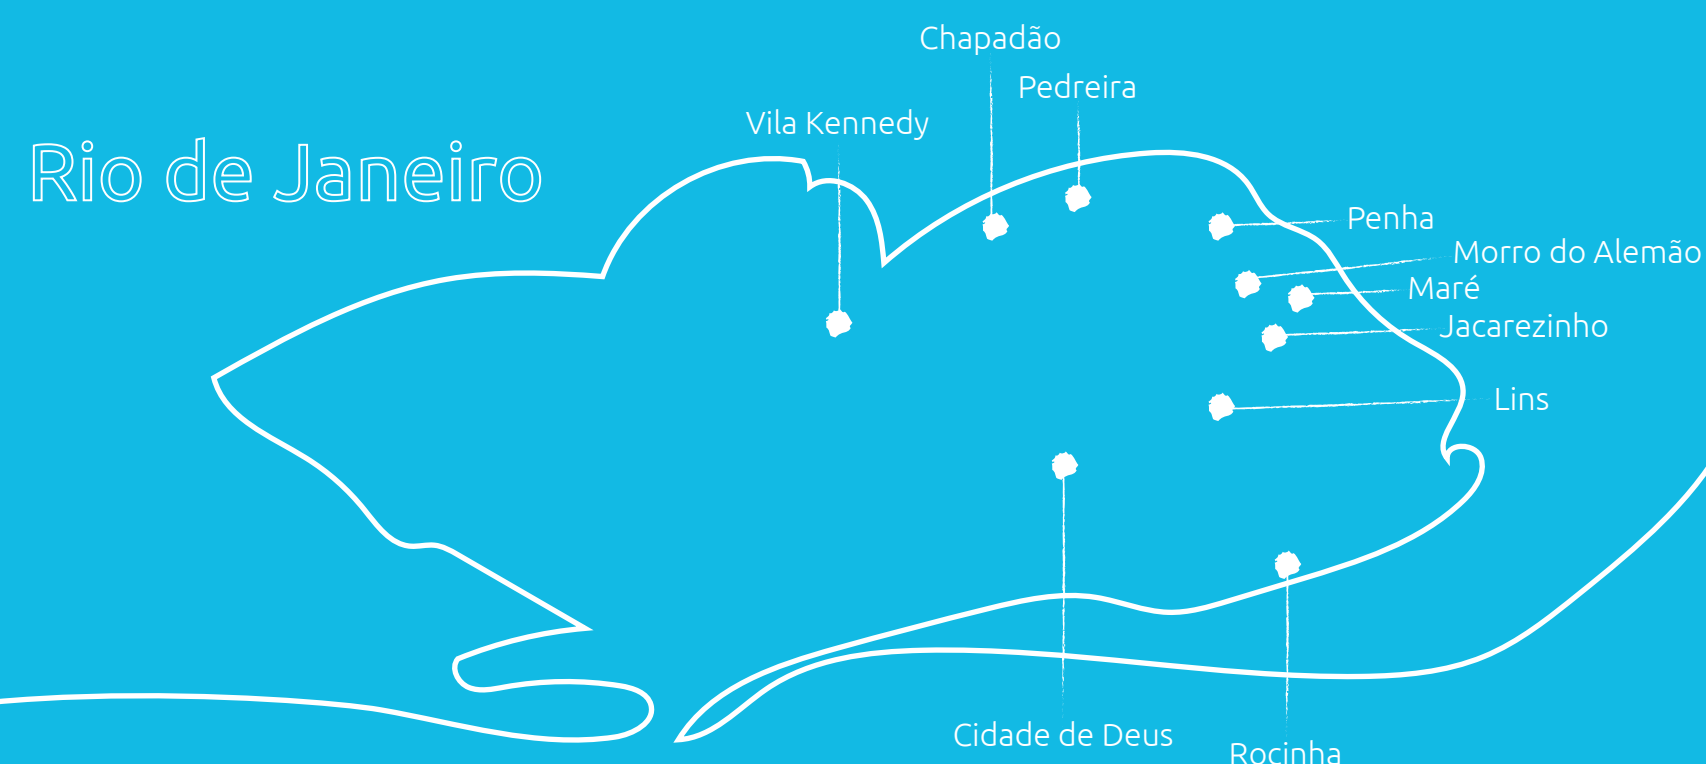 Chapadão
Pedreira
Vila Kennedy
Rio de Janeiro
Penha
Morro do Alemão
Maré
Jacarezinho
Lins
Cidade de Deus
Rocinha